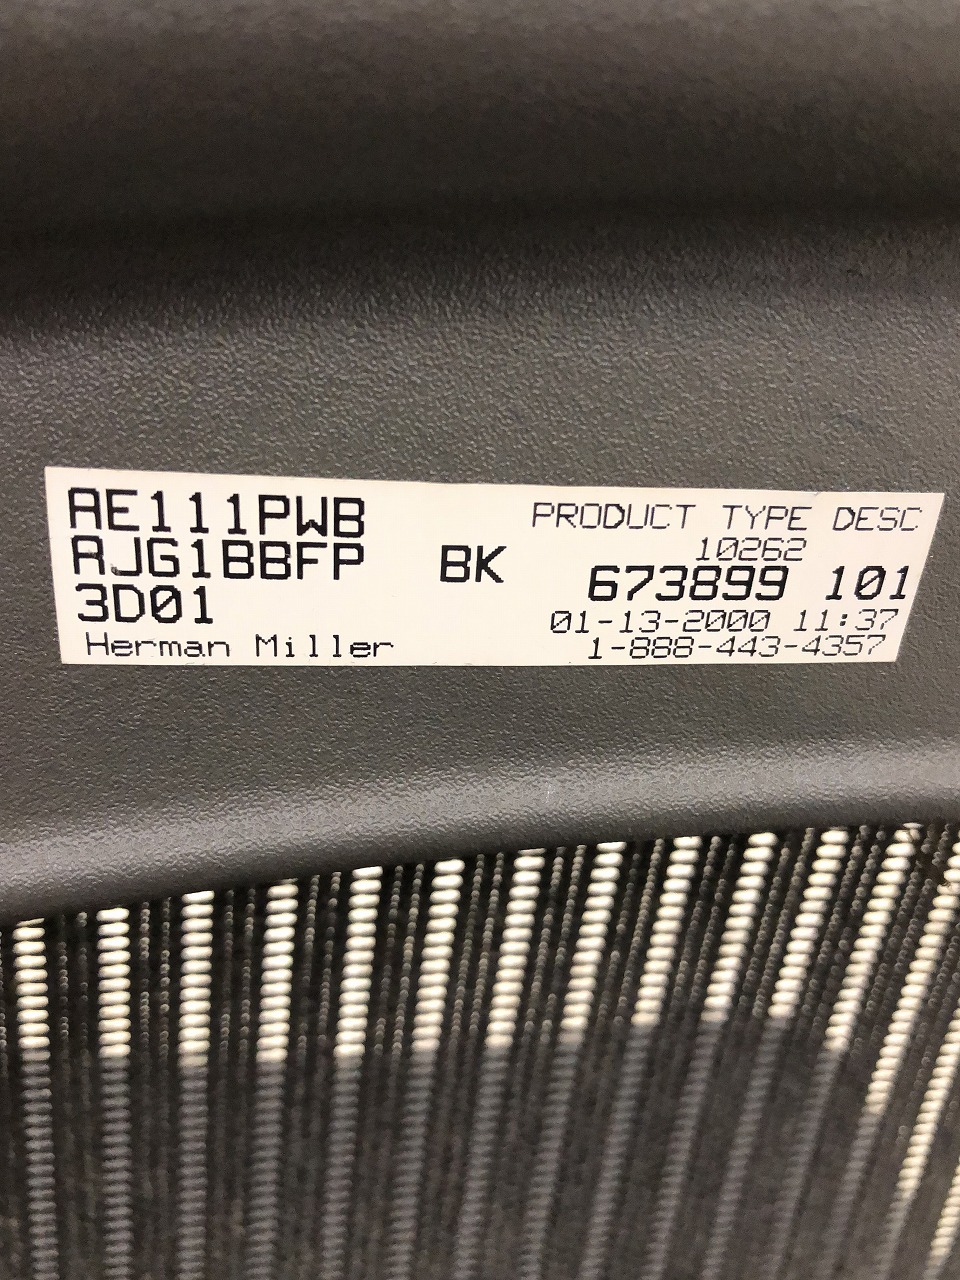 AE111PWB
AJG1BBFP BK
3D01
Herman Miller
PRODUCT TYPE DESC
10262
673899 101
01-13-2000 11:37
1-888-443-4357